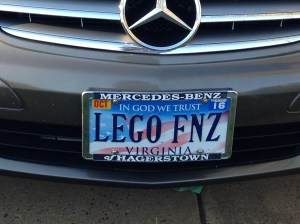 MERCEDES-BENZ
OCT
IN GOD WE TRUST
16
LEGO FNZ
VIRGINIA
of HAGERSTOWN